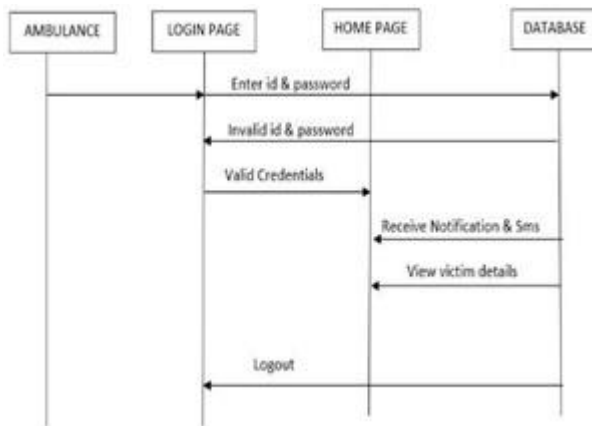 AMBULANCE
LOGIN PAGE
HOME PAGE
DATABASE
Enter id & password
Invalid id & password
Valid Credentials
Receive Notification & Sms
View victim details
Logout